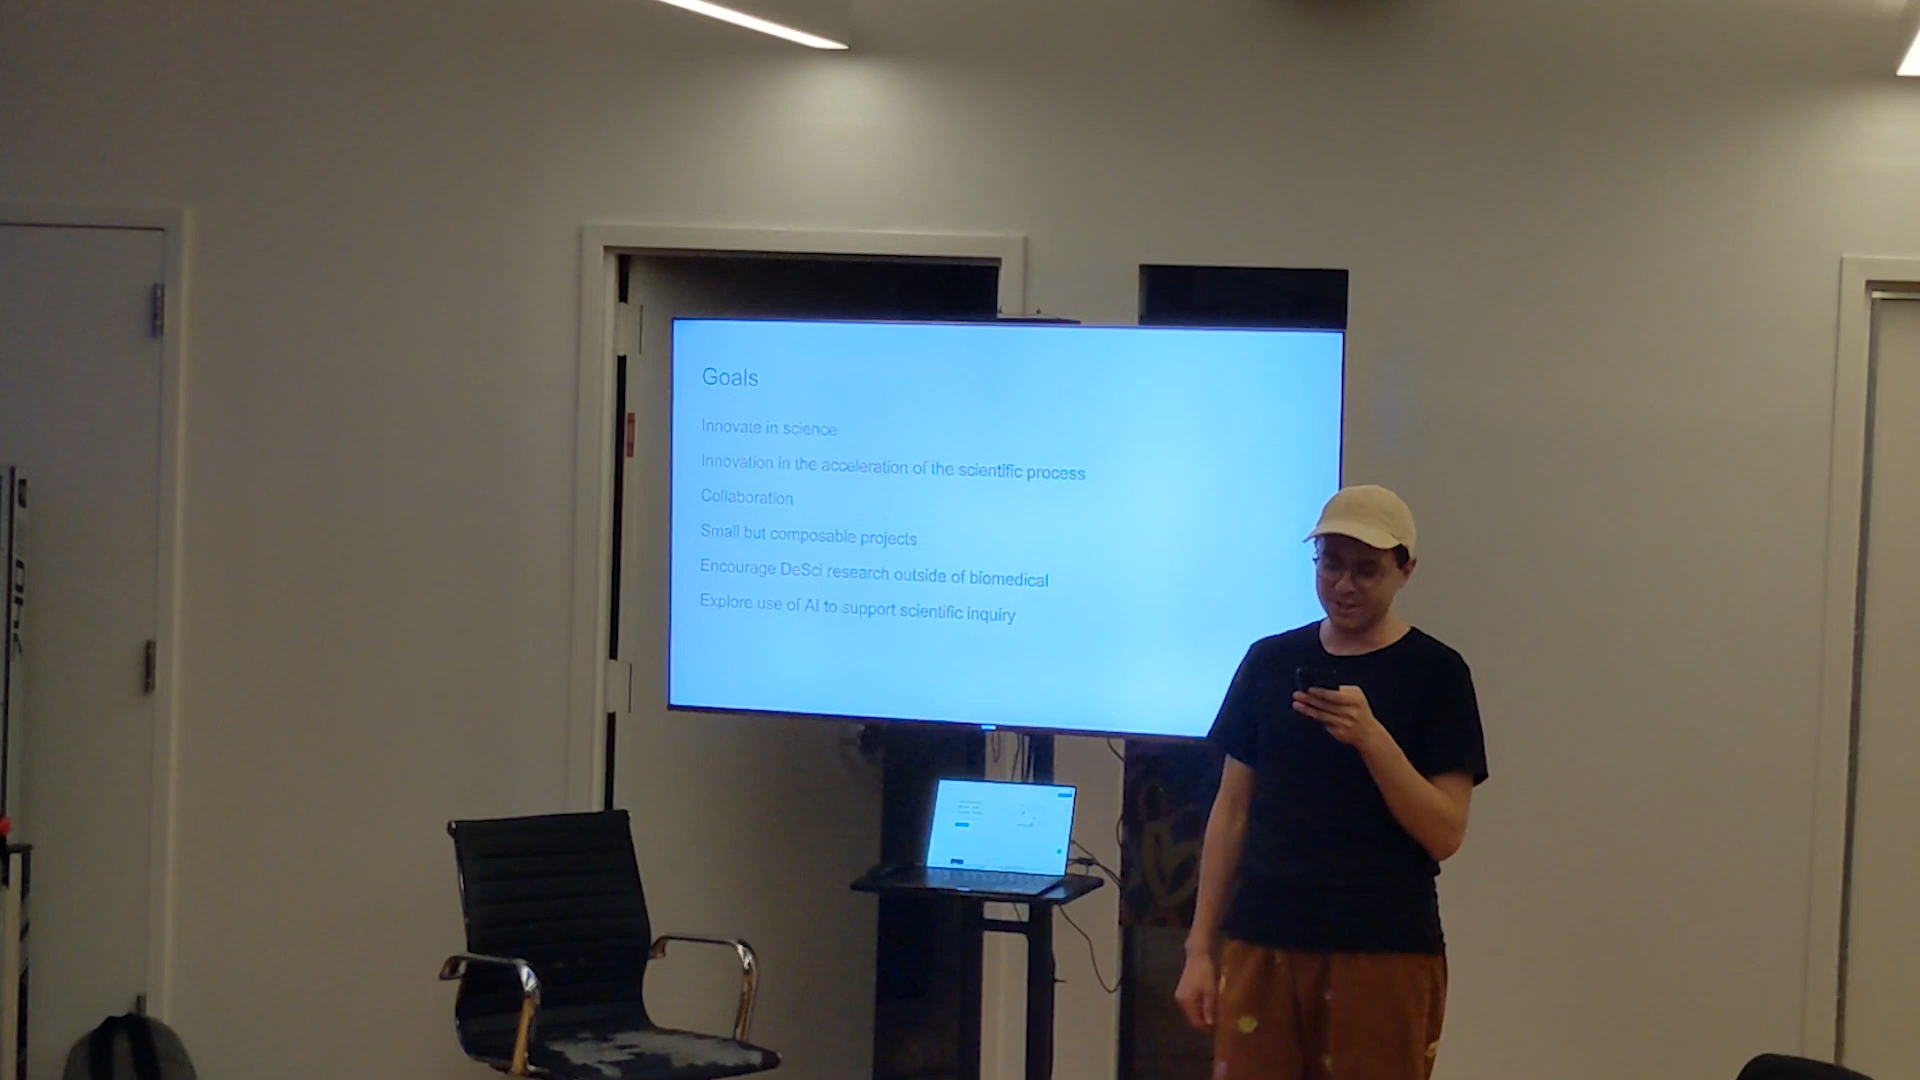 Goals
Innovate in science
Innovation in the acceleration of the scientific process
Collaboration
Small but composable projects
Encourage DeSci research outside of biomedical
Explore use of AI to support scientific inquiry